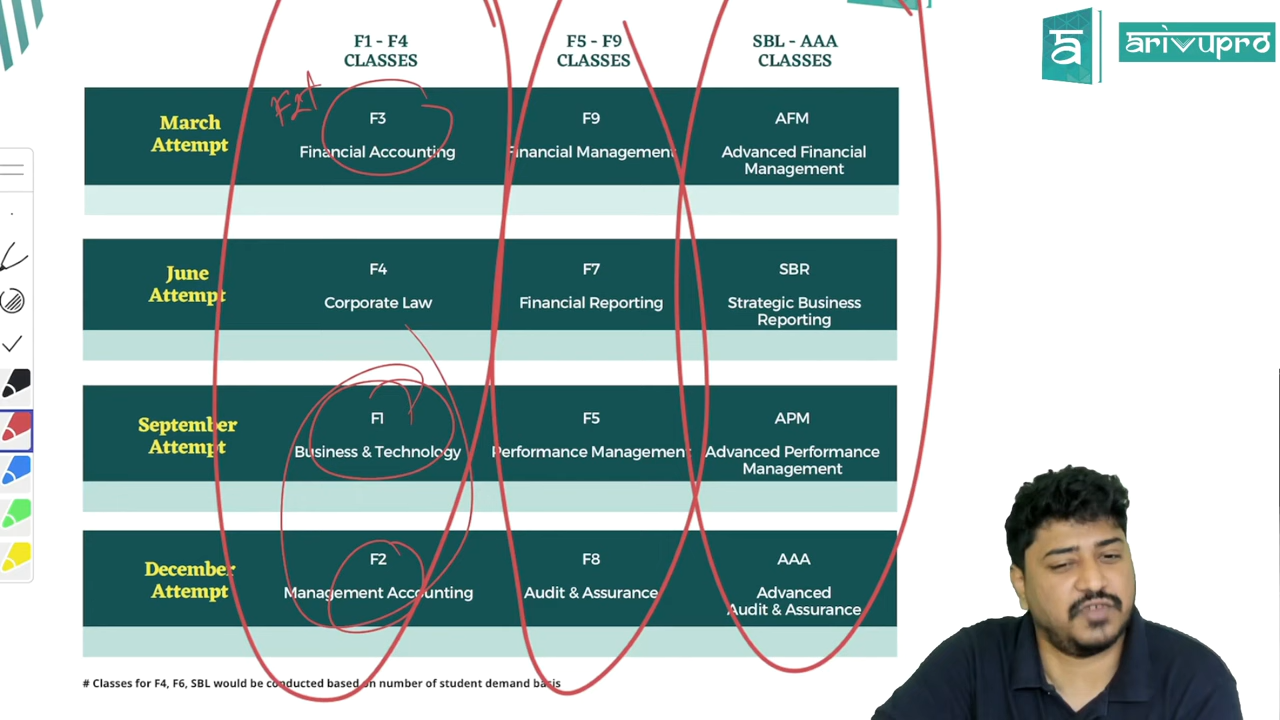 F1 - F4
CLASSES
F5 - F9
CLASSES
SBL - AAA
CLASSES
arivupro
March
Attempt
F3
Financial Accounting
F9
Financial Management
AFM
Advanced Financial
Management
June
Attempt
F4
Corporate Law
F7
Financial Reporting
SBR
Strategic Business
Reporting
September
Attempt
F1
Business & Technology
F5
Performance Management
APM
Advanced Performance
Management
December
Attempt
F2
Management Accounting
F8
Audit & Assurance
AAA
Advanced
Audit & Assurance
# Classes for F4, F6, SBL would be conducted based on number of student demand basis